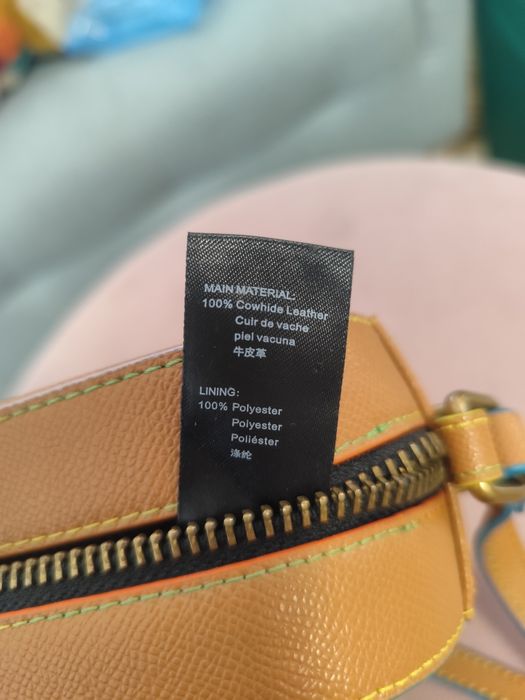 MAIN MATERIAL:
100% Cowhide Leather
Cuir de vache
piel vacuna
牛皮革
LINING:
100% Polyester
Polyester
Poliéster
涤纶